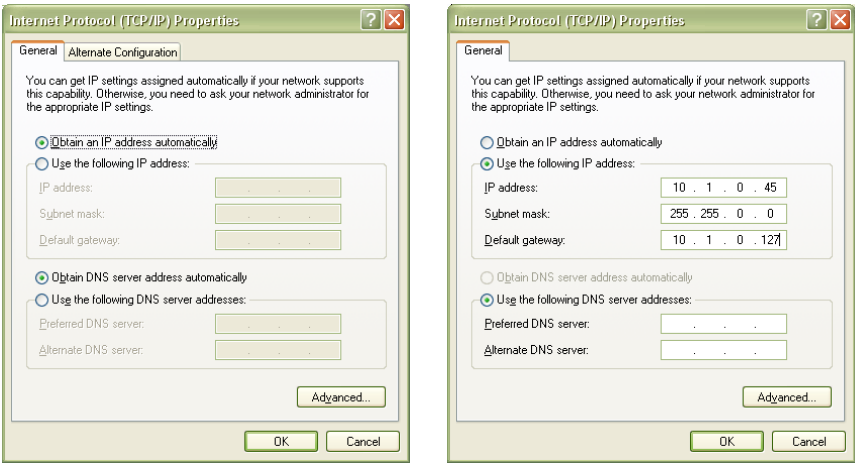 Internet Protocol (TCP/IP) Properties
General
Alternate Configuration
You can get IP settings assigned automatically if your network supports
this capability. Otherwise, you need to ask your network administrator for
the appropriate IP settings.
Obtain an IP address automatically
Use the following IP address:
IP address:
. . .
Subnet mask:
. . .
Default gateway:
. . .
Obtain DNS server address automatically
Use the following DNS server addresses:
Preferred DNS server:
. . .
Alternate DNS server:
. . .
Advanced...
OK
Cancel
Internet Protocol (TCP/IP) Properties
General
You can get IP settings assigned automatically if your network supports
this capability. Otherwise, you need to ask your network administrator for
the appropriate IP settings.
Obtain an IP address automatically
Use the following IP address:
IP address:
10 . 1 . 0 . 45
Subnet mask:
255 . 255 . 0 . 0
Default gateway:
10 . 1 . 0 . 127
Obtain DNS server address automatically
Use the following DNS server addresses:
Preferred DNS server:
. . .
Alternate DNS server:
. . .
Advanced...
OK
Cancel